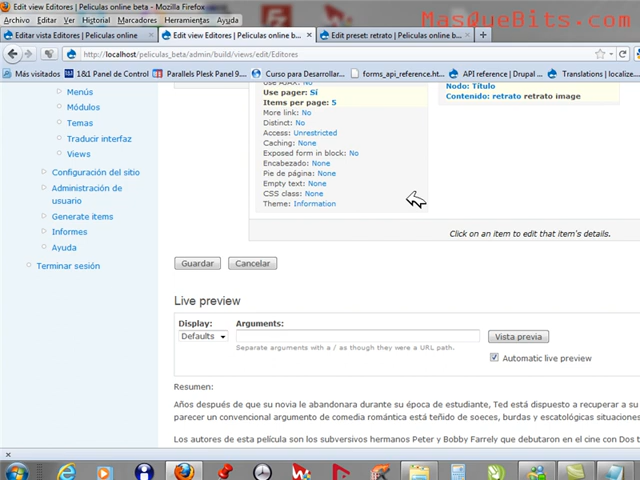 Edit view Editores | Películas online beta - Mozilla Firefox
Archivo Editar Ver Historial Marcadores Herramientas Ayuda
MasQueBits.com
Editar vista Editores | Películas online Edit view Editores | Películas online b... Edit preset: retrato | Películas online b...
http://localhost/peliculas_beta/admin/build/views/edit/Editores
Más visitados 1&1 Panel de Control Parallels Plesk Panel 9.... Curso para Desarrollar... forms_api_reference.ht... API reference | Drupal ... Translations | localize...
Use AJAX: No
Menús
Use pager: Sí
Nodo: Título
Items per page: 5
Contenido: retrato retrato image
Módulos
More link: No
Temas
Distinct: No
Access: Unrestricted
Traducir interfaz
Caching: None
Views
Exposed form in block: No
Encabezado: None
Configuración del sitio
Pie de página: None
Administración de usuario
Empty text: None
CSS class: None
Theme: Information
Generate items
Informes
Click on an item to edit that item's details.
Ayuda
Terminar sesión
Guardar Cancelar
Live preview
Display: Arguments:
Defaults Vista previa
Separate arguments with a / as though they were a URL path.
Automatic live preview
Resumen:
Años después de que su novia le abandonara durante su época de estudiante, Ted está dispuesto a recuperar a su
parecer un convencional argumento de comedia romántica está teñido de soeces, burdas y escatológicas situaciones
Los autores de esta película son los subversivos hermanos Peter y Bobby Farrely que debutaron en el cine con Dos t